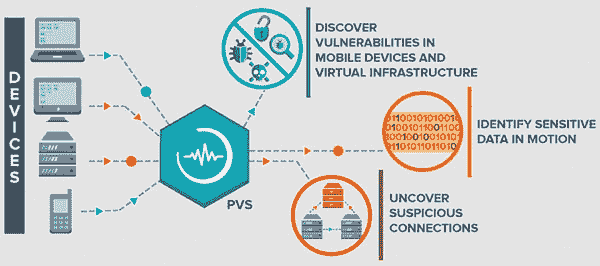 DEVICES
PVS
DISCOVER
VULNERABILITIES IN
MOBILE DEVICES AND
VIRTUAL INFRASTRUCTURE
IDENTIFY SENSITIVE
DATA IN MOTION
UNCOVER
SUSPICIOUS
CONNECTIONS